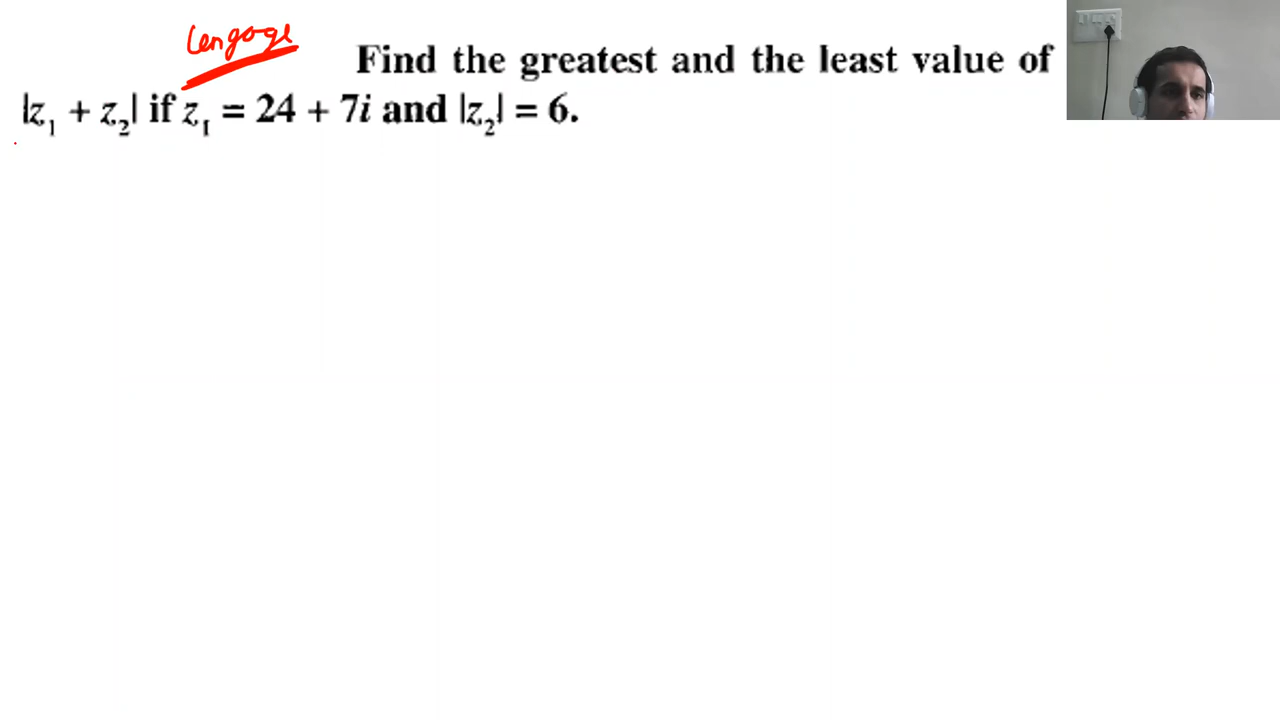 Cengage
Find the greatest and the least value of
|z₁ + z₂| if z₁ = 24 + 7i and |z₂| = 6.